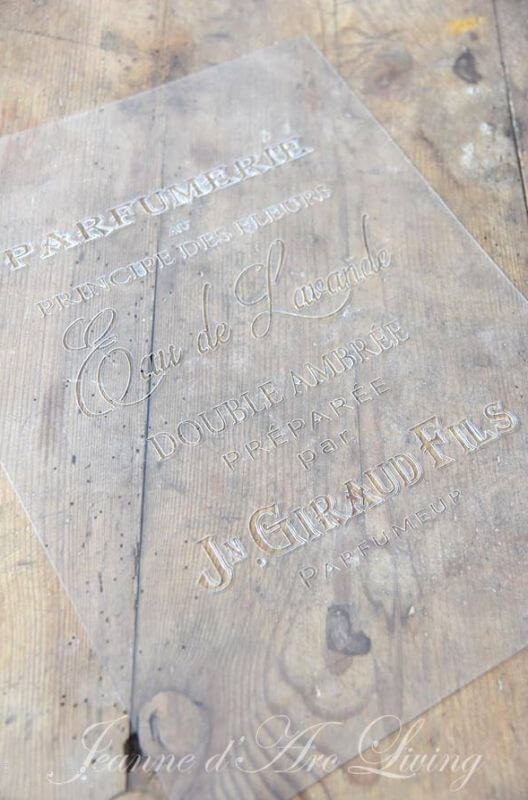 PARFUMERIE
AU
PRINCIPE DES FLEURS
Eau de Lavande
DOUBLE AMBRÉE
PRÉPARÉE
par
JN. GIRAUD FILS
PARFUMEUR
Jeanne d'Arc Living